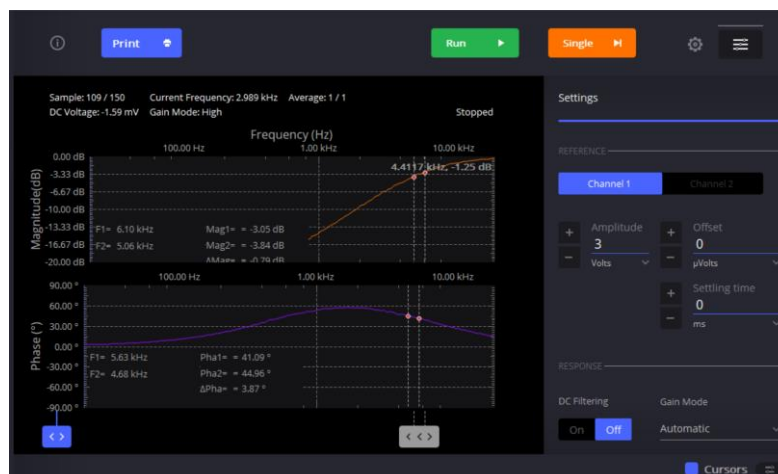 Print
Run
Single
Sample: 109 / 150 Current Frequency: 2.989 kHz Average: 1 / 1
DC Voltage: -1.59 mV Gain Mode: High Stopped
Frequency (Hz)
100.00 Hz 1.00 kHz 10.00 kHz
0.00 dB
4.4117 kHz, -1.25 dB
-3.33 dB
-6.67 dB
-10.00 dB
-13.33 dB
-16.67 dB
-20.00 dB
Magnitude(dB)
F1= 6.10 kHz Mag1= = -3.05 dB
F2= 5.06 kHz Mag2= = -3.84 dB
ΔMag= = -0.79 dB
100.00 Hz 1.00 kHz 10.00 kHz
90.00 °
60.00 °
30.00 °
0.00 °
-30.00 °
-60.00 °
-90.00 °
Phase (°)
F1= 5.63 kHz Pha1= = 41.09 °
F2= 4.68 kHz Pha2= = 44.96 °
ΔPha= = 3.87 °
Settings
REFERENCE
Channel 1 Channel 2
Amplitude Offset
3 0
Volts µVolts
Settling time
0
ms
RESPONSE
DC Filtering Gain Mode
On Off Automatic
Cursors